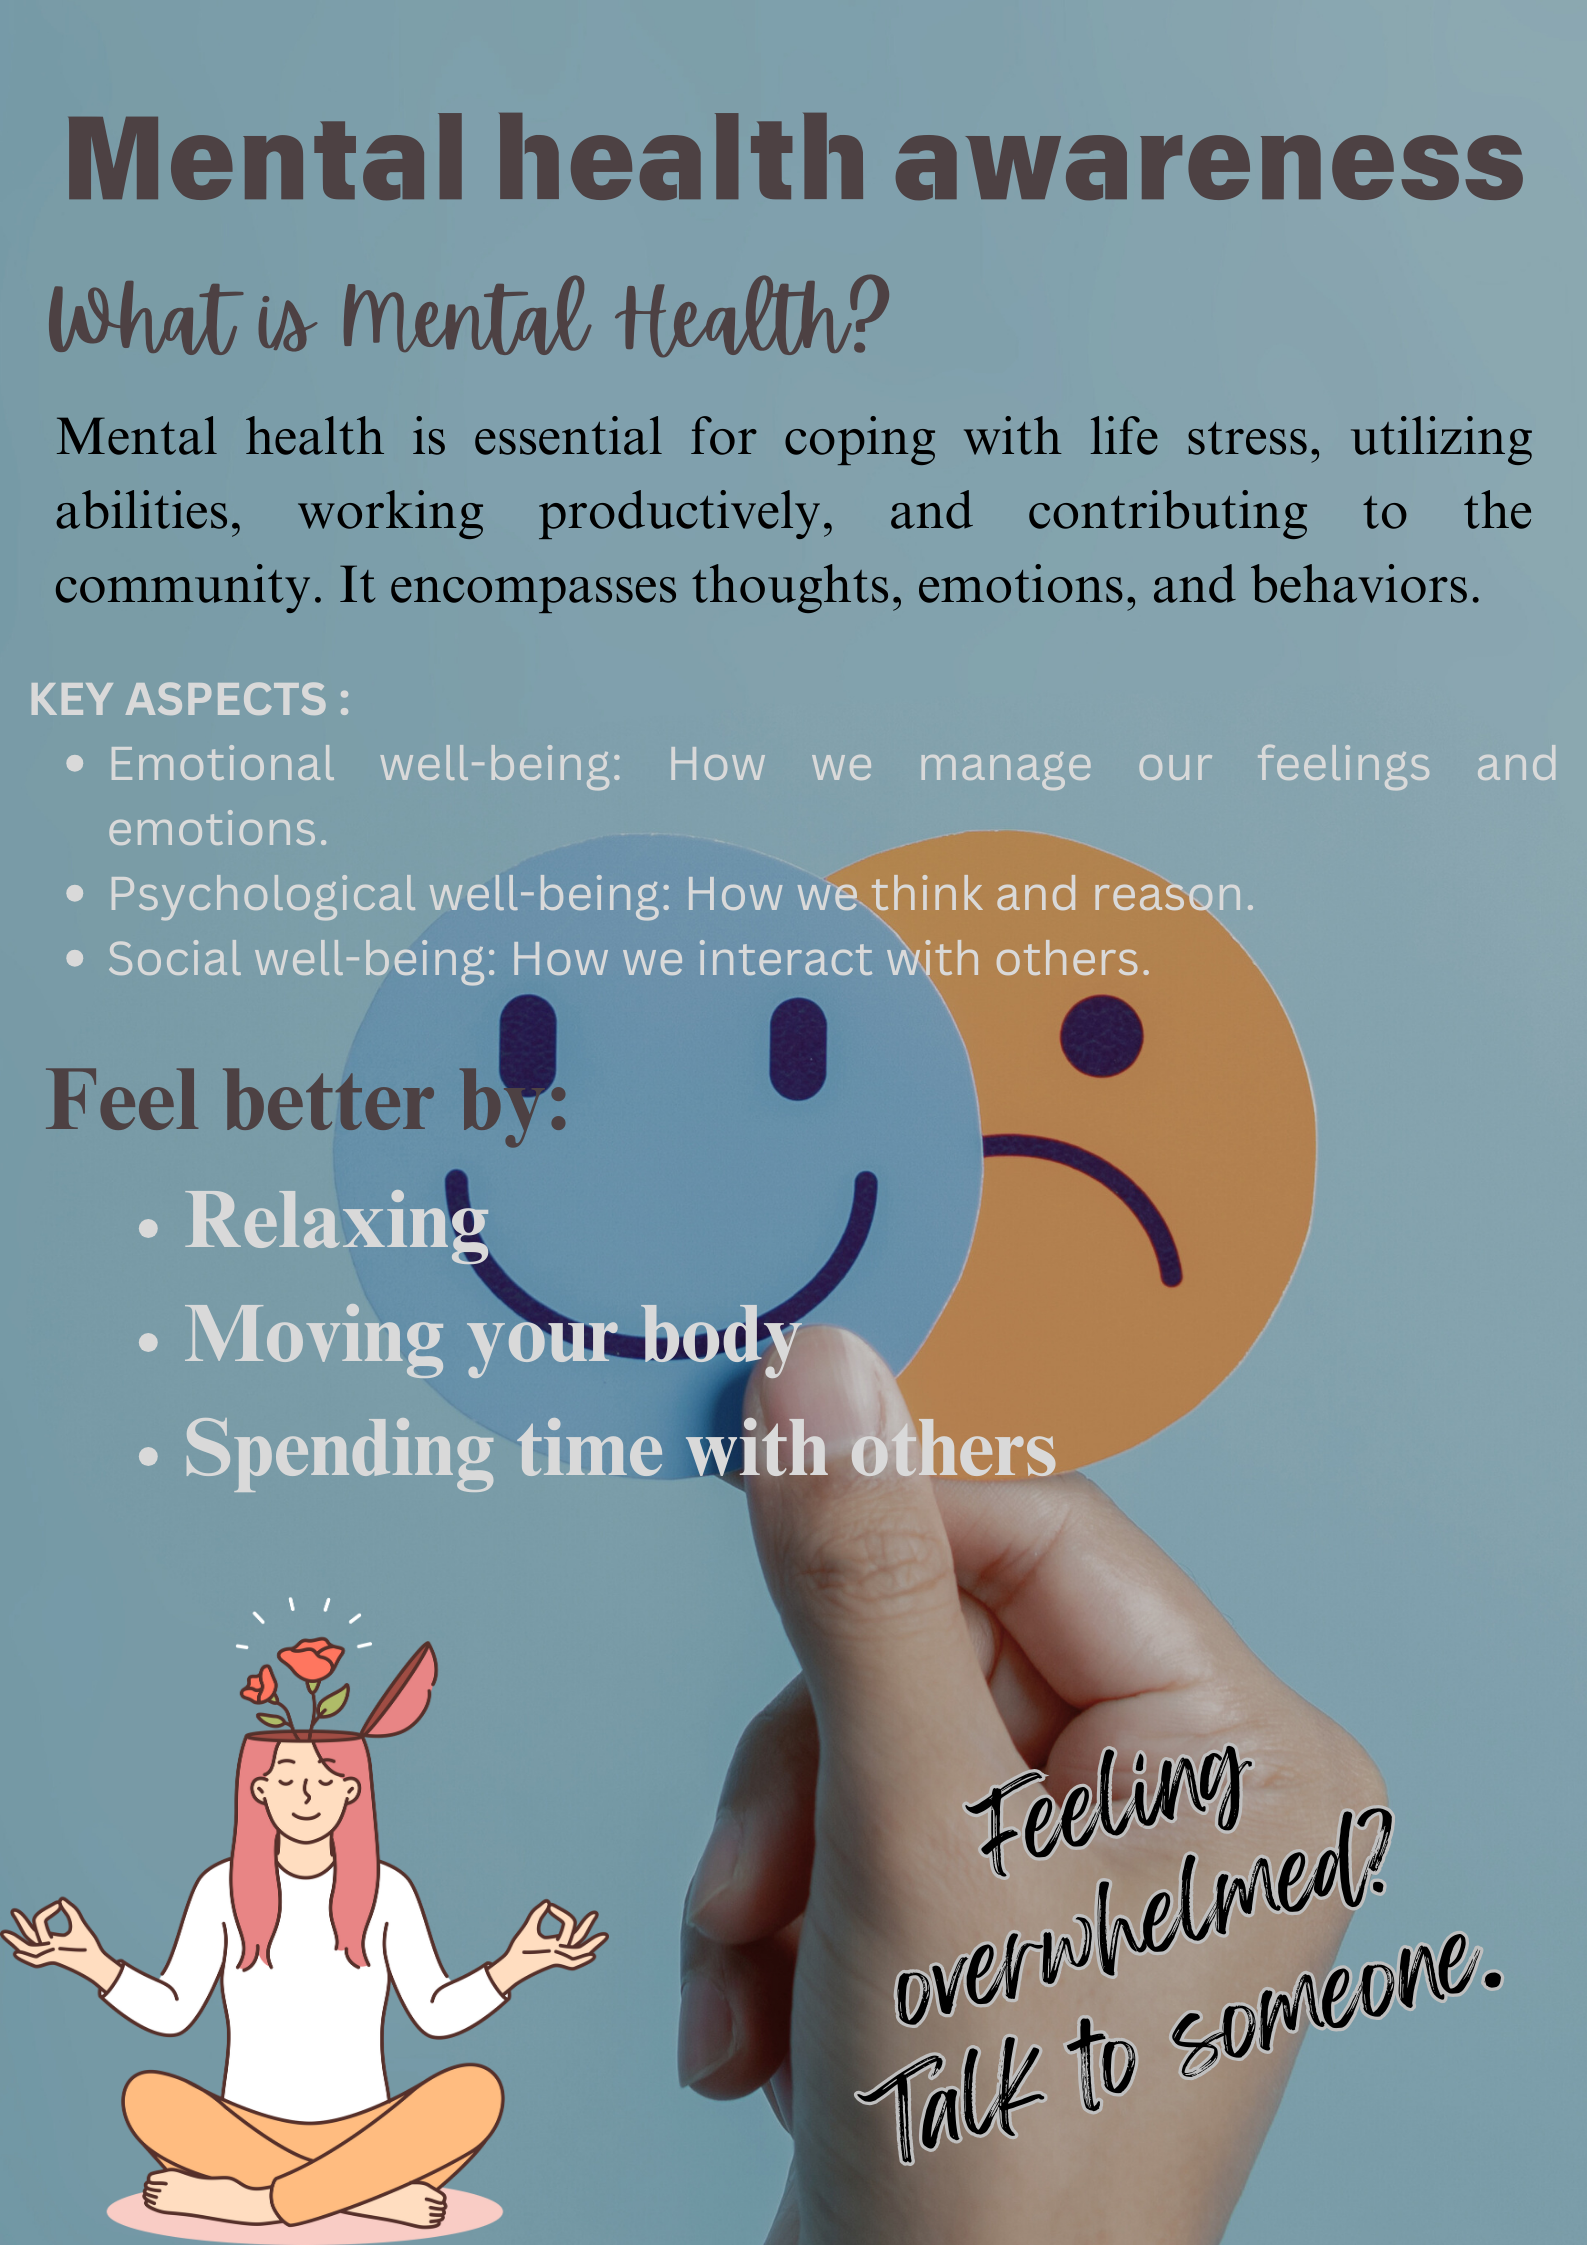 Mental health awareness
What is Mental Health?
Mental health is essential for coping with life stress, utilizing
abilities, working productively, and contributing to the
community. It encompasses thoughts, emotions, and behaviors.
KEY ASPECTS :
• Emotional well-being: How we manage our feelings and
emotions.
• Psychological well-being: How we think and reason.
• Social well-being: How we interact with others.
Feel better by:
• Relaxing
• Moving your body
• Spending time with others
Feeling
overwhelmed?
Talk to someone.